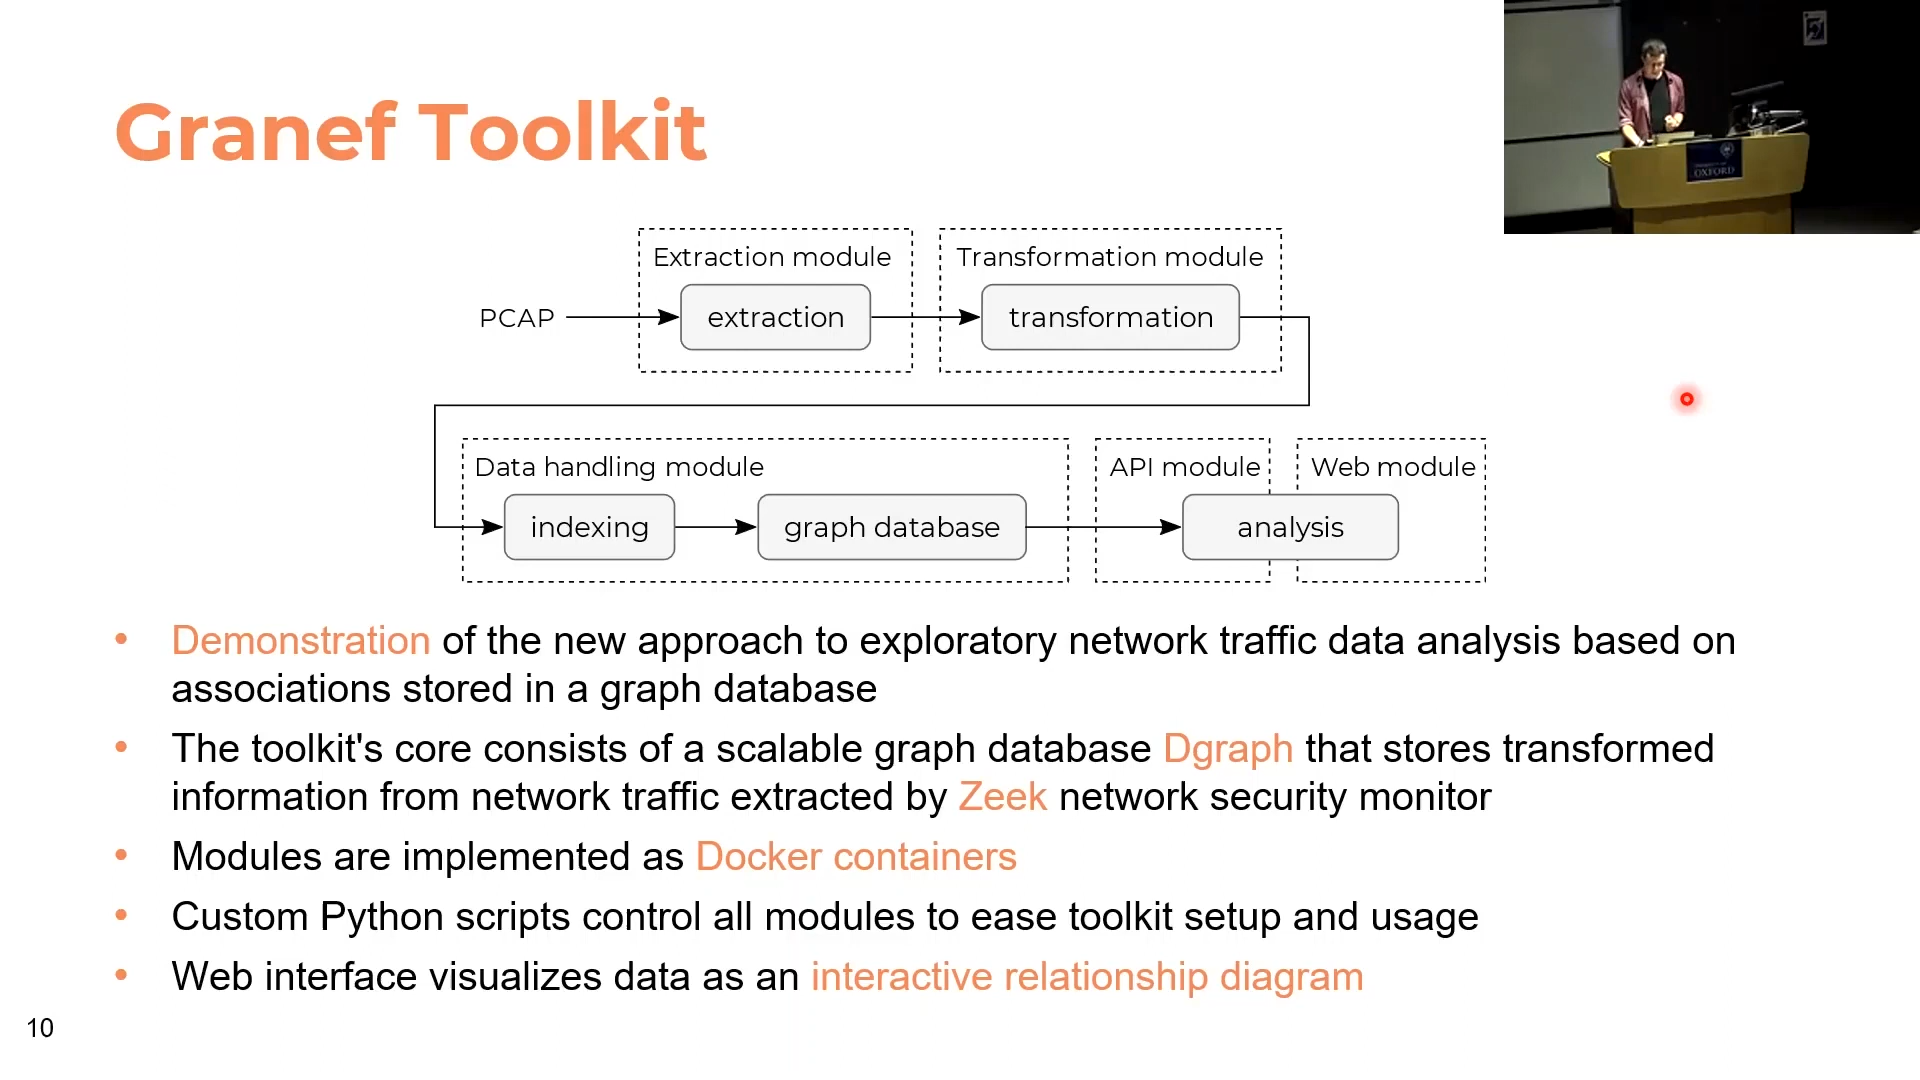 Granef Toolkit
OXFORD
Extraction module
Transformation module
PCAP
extraction
transformation
Data handling module
API module
Web module
indexing
graph database
analysis
• Demonstration of the new approach to exploratory network traffic data analysis based on
associations stored in a graph database
• The toolkit's core consists of a scalable graph database Dgraph that stores transformed
information from network traffic extracted by Zeek network security monitor
• Modules are implemented as Docker containers
• Custom Python scripts control all modules to ease toolkit setup and usage
• Web interface visualizes data as an interactive relationship diagram
10